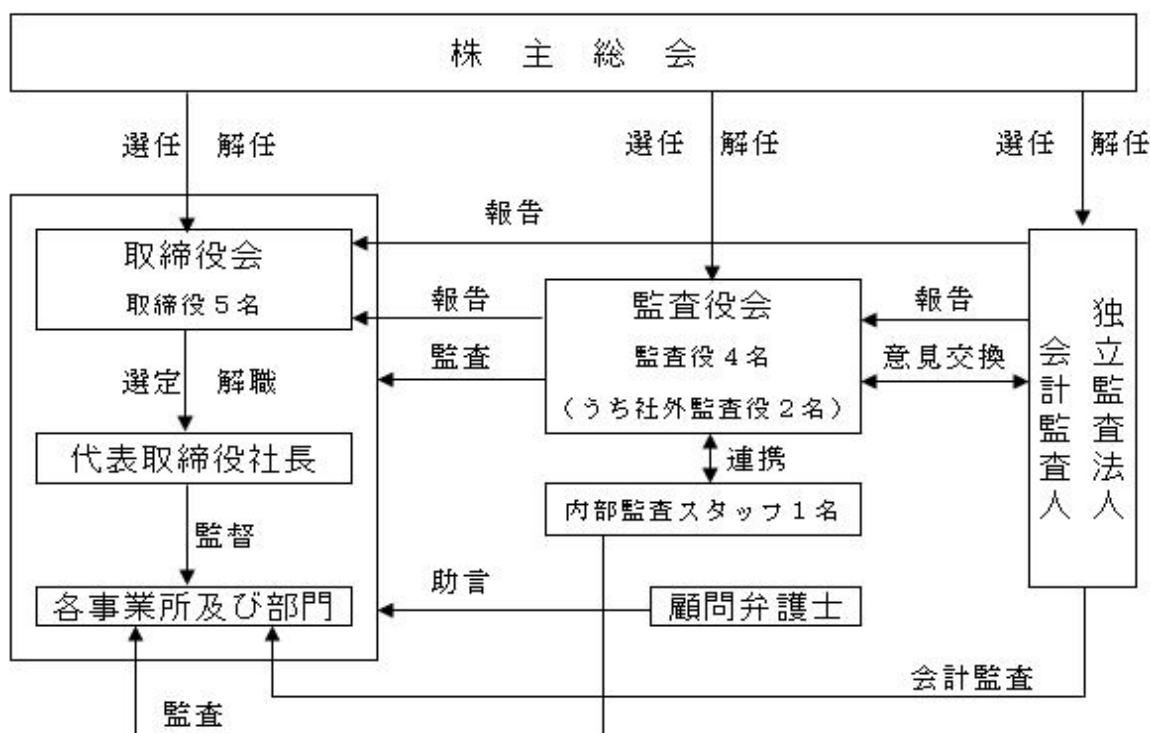 株主総会
選任 解任
選任 解任
選任 解任
報告
取締役会
取締役5名
報告
監査
監査役会
監査役4名
（うち社外監査役2名）
報告
意見交換
独立監査法人
会計監査人
選定 解職
代表取締役社長
連携
内部監査スタッフ1名
監督
助言
各事業所及び部門
顧問弁護士
会計監査
監査